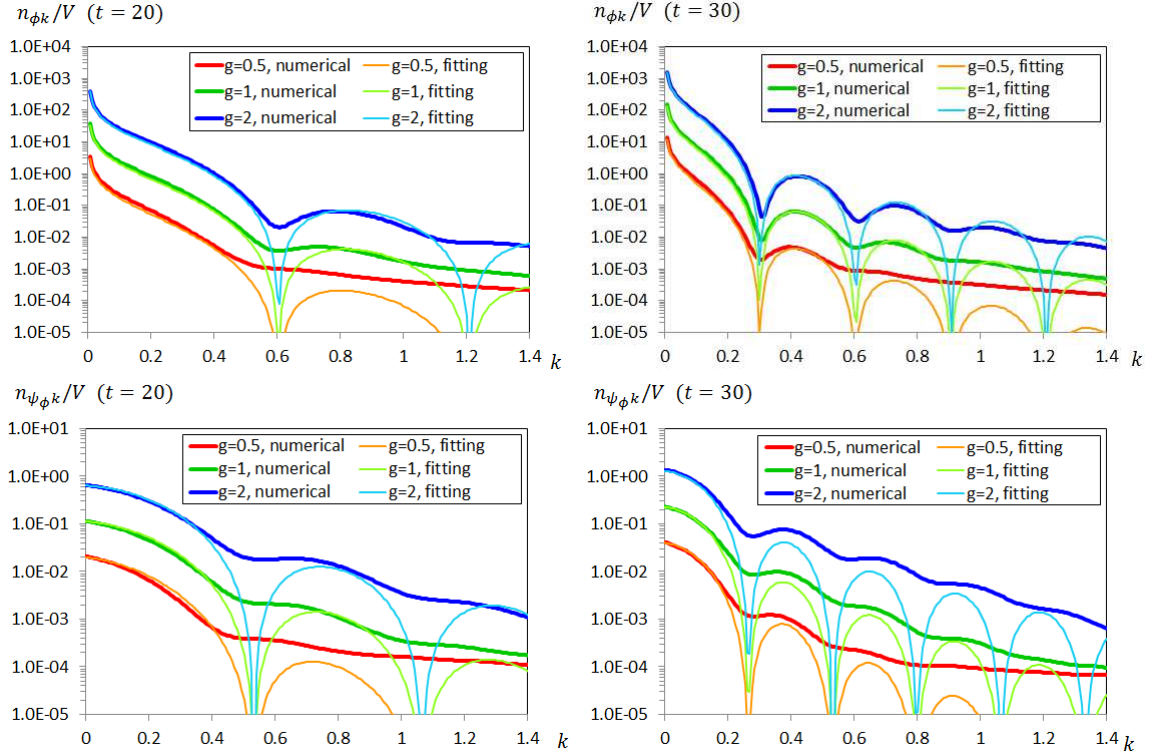 n_ϕk/V (t = 20)
1.0E+04
1.0E+03
1.0E+02
1.0E+01
1.0E+00
1.0E-01
1.0E-02
1.0E-03
1.0E-04
1.0E-05
g=0.5, numerical g=0.5, fitting
g=1, numerical g=1, fitting
g=2, numerical g=2, fitting
0 0.2 0.4 0.6 0.8 1 1.2 1.4 k
n_ϕk/V (t = 30)
1.0E+04
1.0E+03
1.0E+02
1.0E+01
1.0E+00
1.0E-01
1.0E-02
1.0E-03
1.0E-04
1.0E-05
g=0.5, numerical g=0.5, fitting
g=1, numerical g=1, fitting
g=2, numerical g=2, fitting
0 0.2 0.4 0.6 0.8 1 1.2 1.4 k
n_ψ_ϕk/V (t = 20)
1.0E+01
1.0E+00
1.0E-01
1.0E-02
1.0E-03
1.0E-04
1.0E-05
g=0.5, numerical g=0.5, fitting
g=1, numerical g=1, fitting
g=2, numerical g=2, fitting
0 0.2 0.4 0.6 0.8 1 1.2 1.4 k
n_ψ_ϕk/V (t = 30)
1.0E+01
1.0E+00
1.0E-01
1.0E-02
1.0E-03
1.0E-04
1.0E-05
g=0.5, numerical g=0.5, fitting
g=1, numerical g=1, fitting
g=2, numerical g=2, fitting
0 0.2 0.4 0.6 0.8 1 1.2 1.4 k